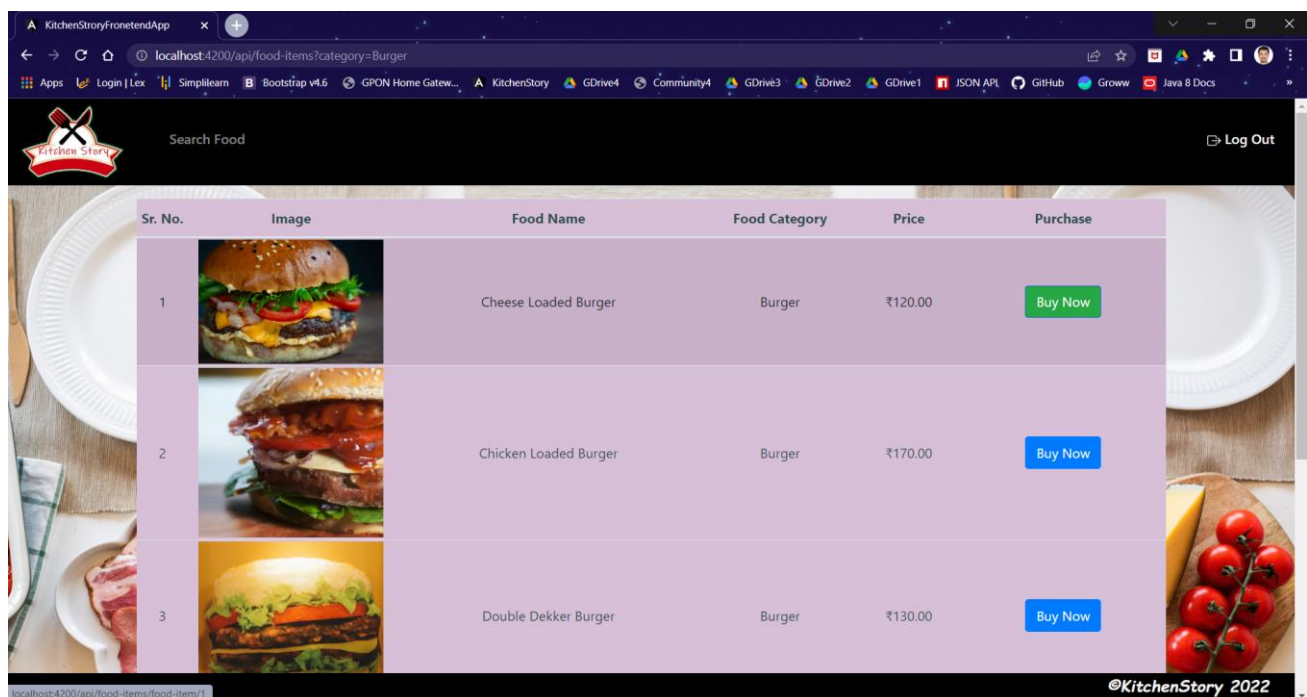 KitchenStroryFronetendApp
localhost:4200/api/food-items?category=Burger
Apps Login | Lex Simplilearn Bootstrap v4.6 GPON Home Gatew... KitchenStory GDrive4 Community4 GDrive3 GDrive2 GDrive1 JSON API, GitHub Groww Java 8 Docs »
Kitchen Story Search Food Log Out
Sr. No. Image Food Name Food Category Price Purchase
1 Cheese Loaded Burger Burger ₹120.00 Buy Now
2 Chicken Loaded Burger Burger ₹170.00 Buy Now
3 Double Dekker Burger Burger ₹130.00 Buy Now
©KitchenStory 2022
localhost:4200/api/food-items/food-item/1